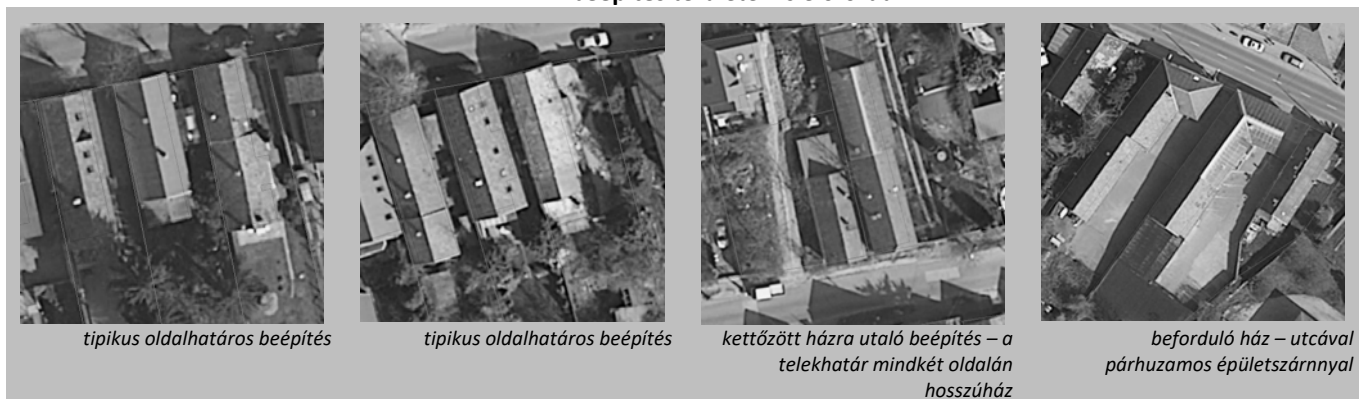 tipikus oldalhatáros beépítés
tipikus oldalhatáros beépítés
kettőzött házra utaló beépítés – a
telekhatár mindkét oldalán
hosszúház
beforduló ház – utcával
párhuzamos épületszárnnyal